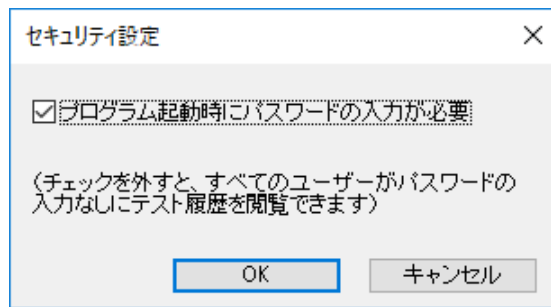 セキュリティ設定
プログラム起動時にパスワードの入力が必要
(チェックを外すと、すべてのユーザーがパスワードの
入力なしにテスト履歴を閲覧できます)
OK
キャンセル